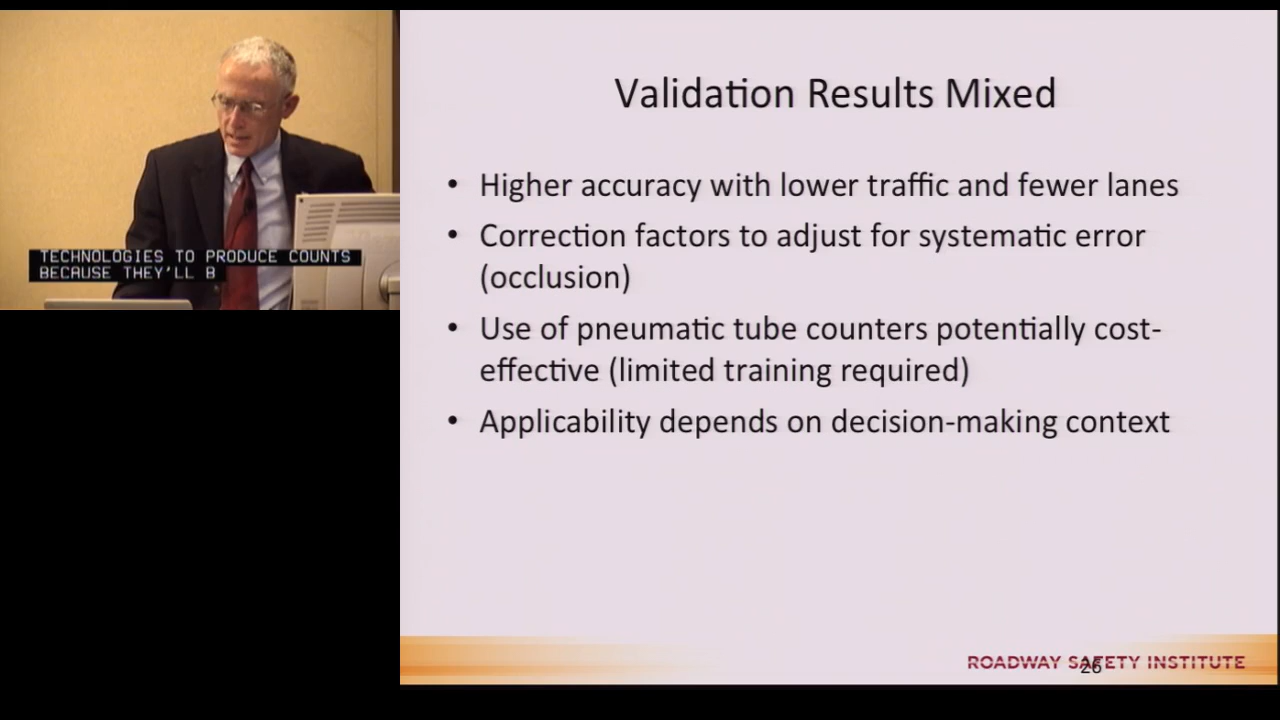 TECHNOLOGIES TO PRODUCE COUNTS
BECAUSE THEY'LL B
Validation Results Mixed
• Higher accuracy with lower traffic and fewer lanes
• Correction factors to adjust for systematic error
(occlusion)
• Use of pneumatic tube counters potentially cost-
effective (limited training required)
• Applicability depends on decision-making context
ROADWAY SAFETY INSTITUTE
26